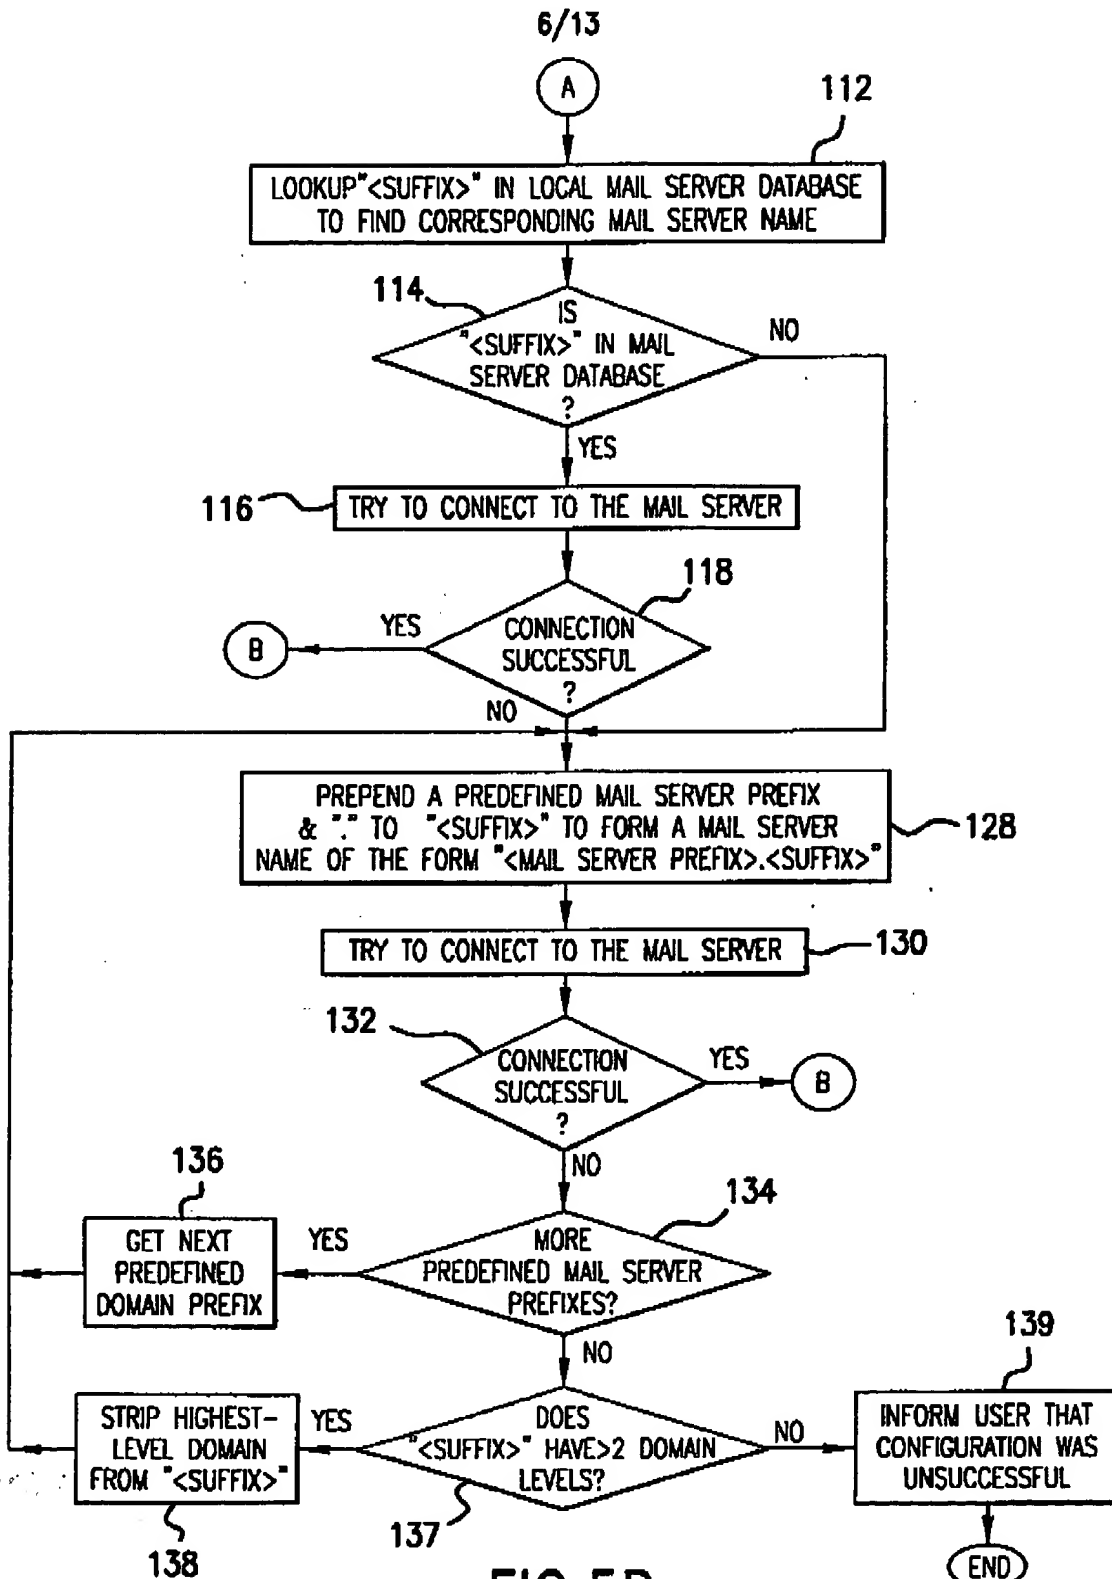 6/13
A
112
LOOKUP"<SUFFIX>" IN LOCAL MAIL SERVER DATABASE
TO FIND CORRESPONDING MAIL SERVER NAME
114
IS
"<SUFFIX>" IN MAIL
SERVER DATABASE
?
NO
YES
116
TRY TO CONNECT TO THE MAIL SERVER
118
YES
B
CONNECTION
SUCCESSFUL
?
NO
PREPEND A PREDEFINED MAIL SERVER PREFIX
& "." TO "<SUFFIX>" TO FORM A MAIL SERVER
NAME OF THE FORM "<MAIL SERVER PREFIX>.<SUFFIX>"
128
TRY TO CONNECT TO THE MAIL SERVER
130
132
CONNECTION
SUCCESSFUL
?
YES
B
NO
136
134
GET NEXT
PREDEFINED
DOMAIN PREFIX
YES
MORE
PREDEFINED MAIL SERVER
PREFIXES?
NO
139
STRIP HIGHEST-
LEVEL DOMAIN
FROM "<SUFFIX>"
YES
DOES
"<SUFFIX>" HAVE>2 DOMAIN
LEVELS?
NO
INFORM USER THAT
CONFIGURATION WAS
UNSUCCESSFUL
137
138
END